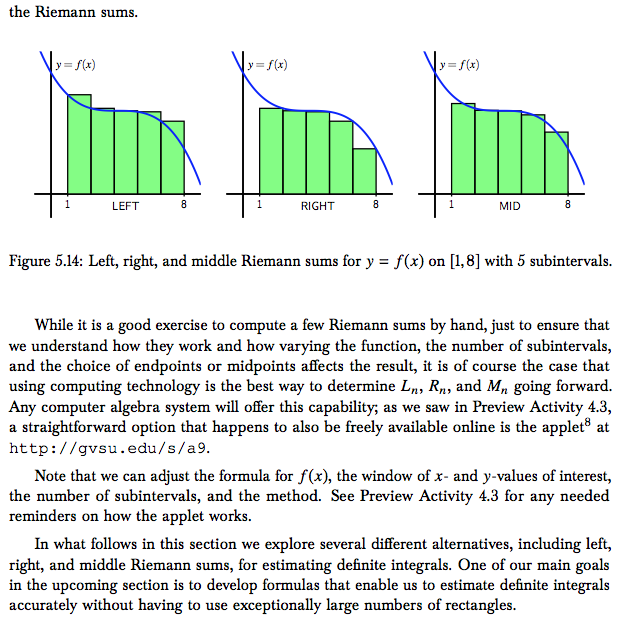 the Riemann sums.
y = f(x)
y = f(x)
y = f(x)
1 LEFT 8
1 RIGHT 8
1 MID 8
Figure 5.14: Left, right, and middle Riemann sums for y = f(x) on [1,8] with 5 subintervals.
While it is a good exercise to compute a few Riemann sums by hand, just to ensure that
we understand how they work and how varying the function, the number of subintervals,
and the choice of endpoints or midpoints affects the result, it is of course the case that
using computing technology is the best way to determine Lₙ, Rₙ, and Mₙ going forward.
Any computer algebra system will offer this capability; as we saw in Preview Activity 4.3,
a straightforward option that happens to also be freely available online is the applet⁸ at
http://gvsu.edu/s/a9.
Note that we can adjust the formula for f(x), the window of x- and y-values of interest,
the number of subintervals, and the method. See Preview Activity 4.3 for any needed
reminders on how the applet works.
In what follows in this section we explore several different alternatives, including left,
right, and middle Riemann sums, for estimating definite integrals. One of our main goals
in the upcoming section is to develop formulas that enable us to estimate definite integrals
accurately without having to use exceptionally large numbers of rectangles.